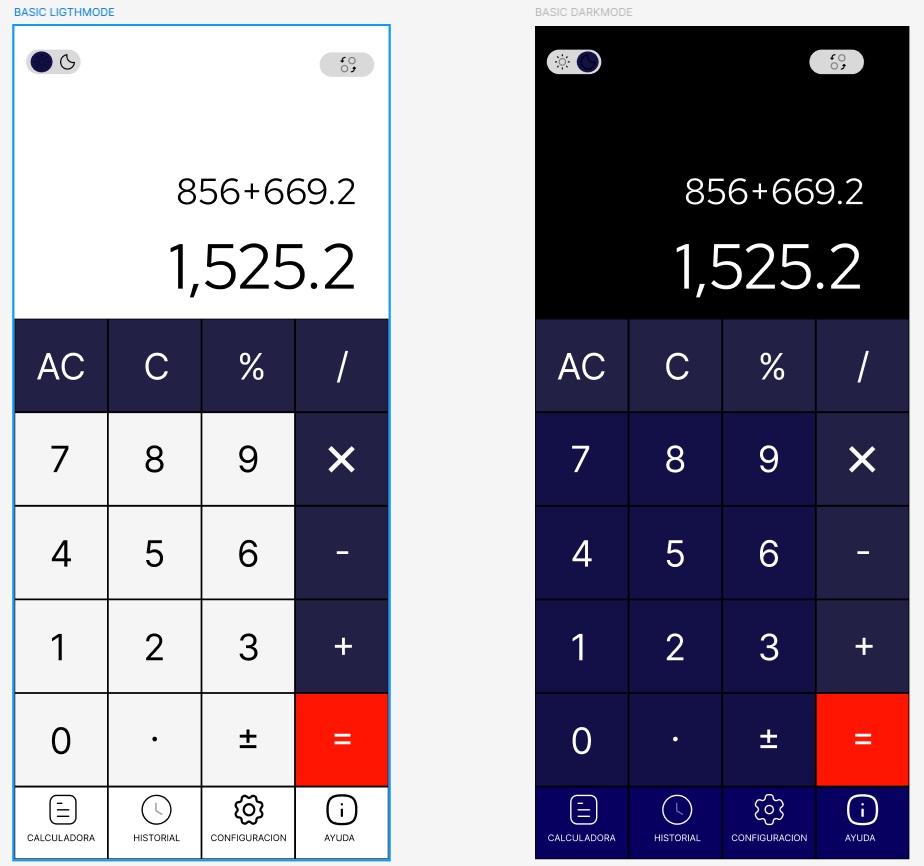 BASIC LIGTHMODE
856+669.2
1,525.2
AC C % /
7 8 9 ×
4 5 6 -
1 2 3 +
0 . ± =
CALCULADORA HISTORIAL CONFIGURACION AYUDA
BASIC DARKMODE
856+669.2
1,525.2
AC C % /
7 8 9 ×
4 5 6 -
1 2 3 +
0 . ± =
CALCULADORA HISTORIAL CONFIGURACION AYUDA